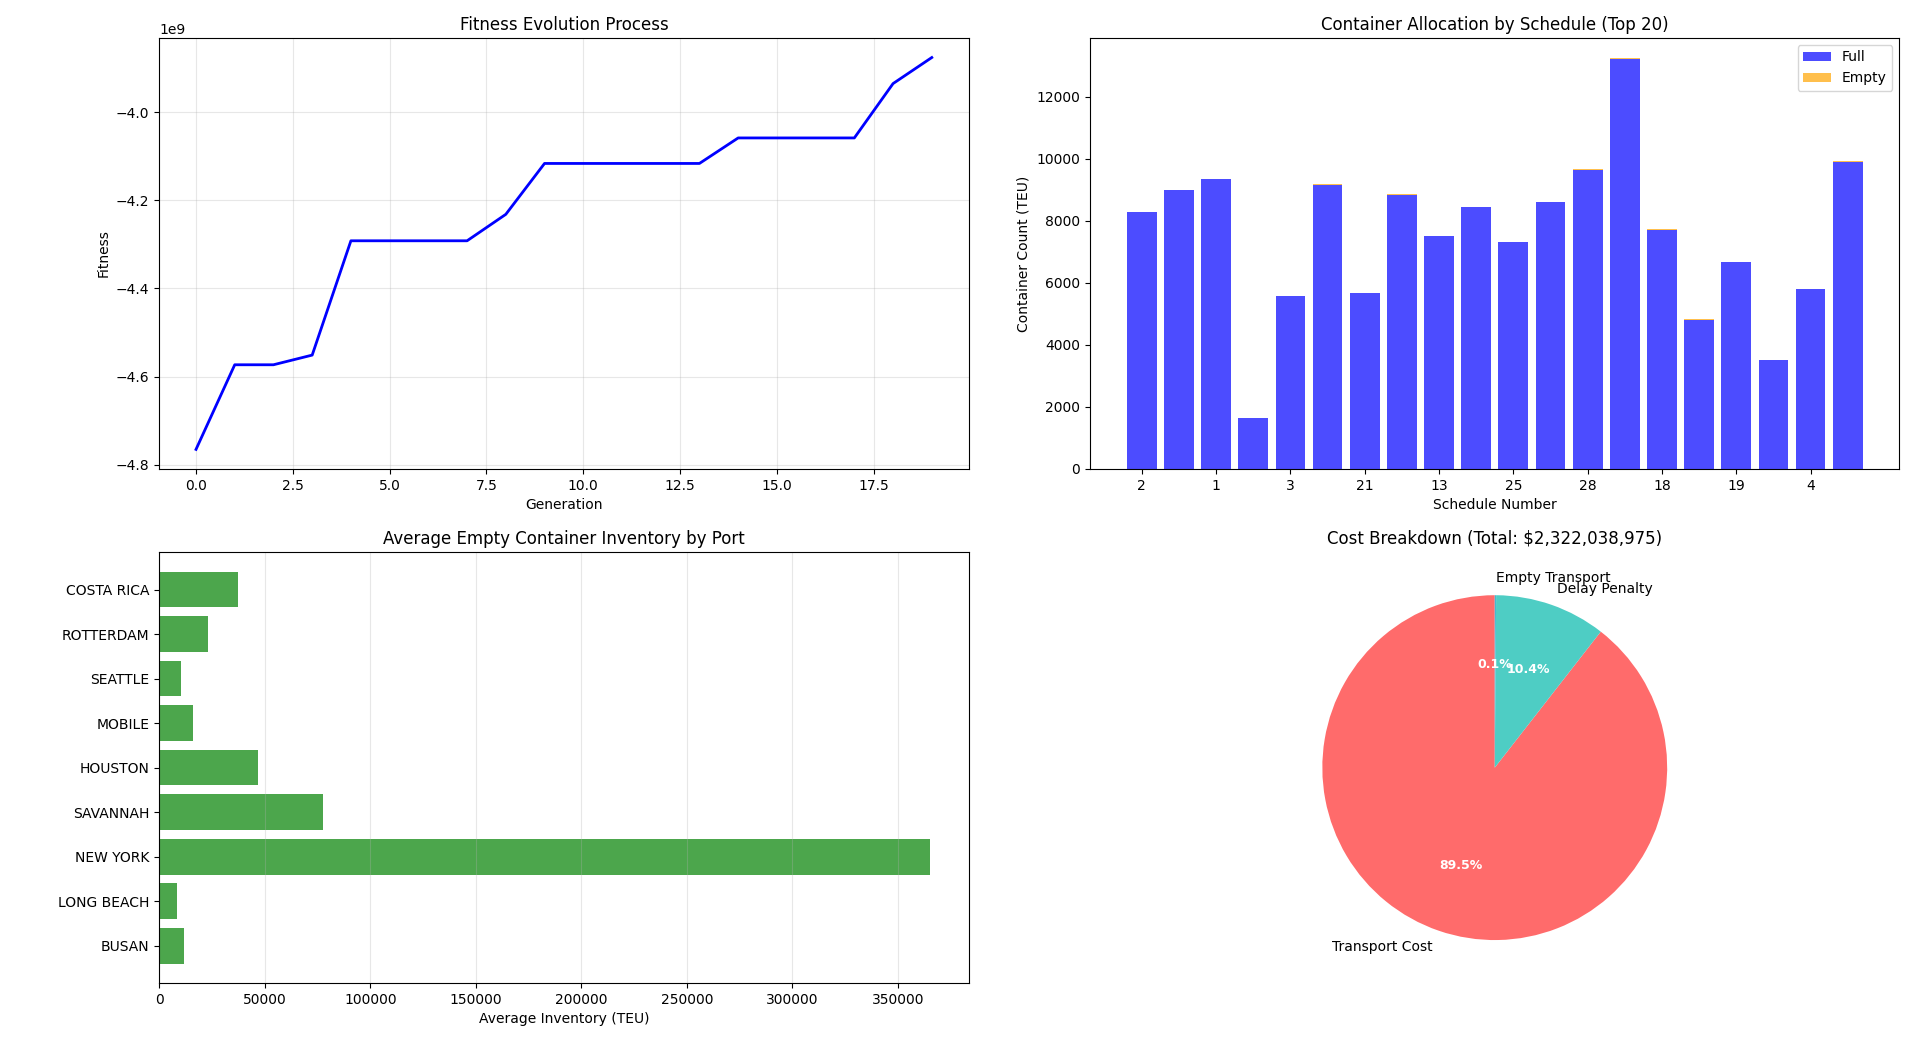 Fitness Evolution Process
1e9
−4.0
−4.2
−4.4
−4.6
−4.8
Fitness
0.0 2.5 5.0 7.5 10.0 12.5 15.0 17.5
Generation
Container Allocation by Schedule (Top 20)
Full
Empty
12000
10000
8000
6000
4000
2000
0
Container Count (TEU)
2 1 3 21 13 25 28 18 19 4
Schedule Number
Average Empty Container Inventory by Port
COSTA RICA
ROTTERDAM
SEATTLE
MOBILE
HOUSTON
SAVANNAH
NEW YORK
LONG BEACH
BUSAN
0 50000 100000 150000 200000 250000 300000 350000
Average Inventory (TEU)
Cost Breakdown (Total: $2,322,038,975)
Empty Transport
Delay Penalty
0.1%
10.4%
89.5%
Transport Cost